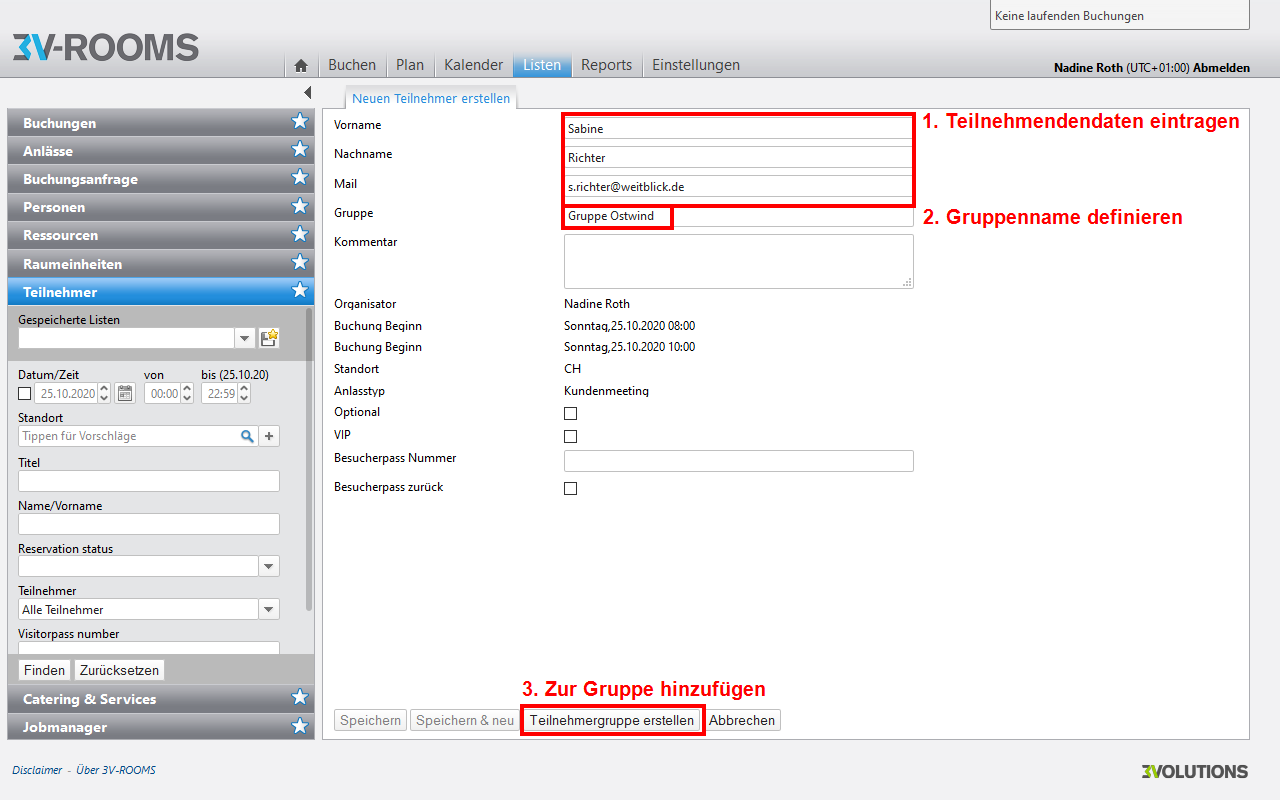 Keine laufenden Buchungen
3V-ROOMS
Buchen Plan Kalender Listen Reports Einstellungen
Nadine Roth (UTC+01:00) Abmelden
Buchungen
Anlässe
Buchungsanfrage
Personen
Ressourcen
Raumeinheiten
Teilnehmer
Gespeicherte Listen
Datum/Zeit von bis (25.10.20)
25.10.2020 00:00 22:59
Standort
Tippen für Vorschläge
Titel
Name/Vorname
Reservation status
Teilnehmer
Alle Teilnehmer
Visitorpass number
Finden Zurücksetzen
Catering & Services
Jobmanager
Neuen Teilnehmer erstellen
Vorname Sabine 1. Teilnehmendendaten eintragen
Nachname Richter
Mail s.richter@weitblick.de
Gruppe Gruppe Ostwind 2. Gruppenname definieren
Kommentar
Organisator Nadine Roth
Buchung Beginn Sonntag,25.10.2020 08:00
Buchung Beginn Sonntag,25.10.2020 10:00
Standort CH
Anlasstyp Kundenmeeting
Optional
VIP
Besucherpass Nummer
Besucherpass zurück
3. Zur Gruppe hinzufügen
Speichern Speichern & neu Teilnehmergruppe erstellen Abbrechen
Disclaimer - Über 3V-ROOMS
3VOLUTIONS